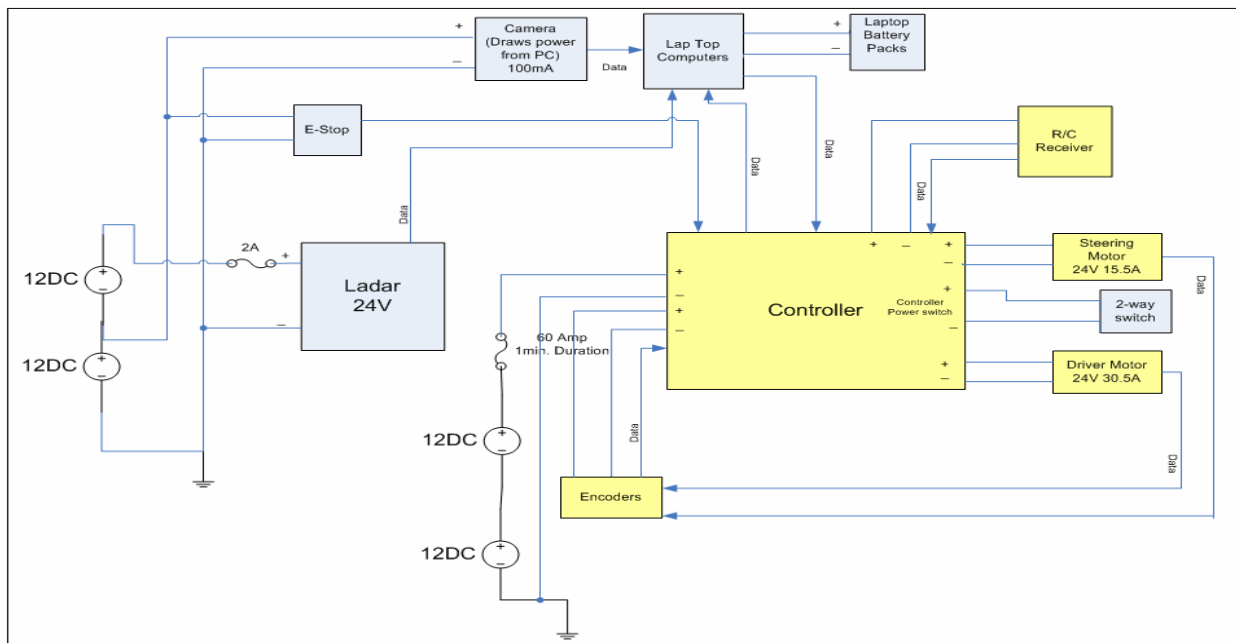 +
Camera
(Draws power
from PC)
100mA
−
Data
Lap Top
Computers
+
−
Laptop
Battery
Packs
E-Stop
R/C
Receiver
Data
Data
Data
Data
2A
+
Ladar
24V
−
12DC
+
−
12DC
+
−
60 Amp
1min. Duration
12DC
+
−
12DC
+
−
Controller
+
−
+
−
+
−
+
−
+
Controller
Power switch
−
+
−
Steering
Motor
24V 15.5A
Data
2-way
switch
Driver Motor
24V 30.5A
Data
Data
Encoders